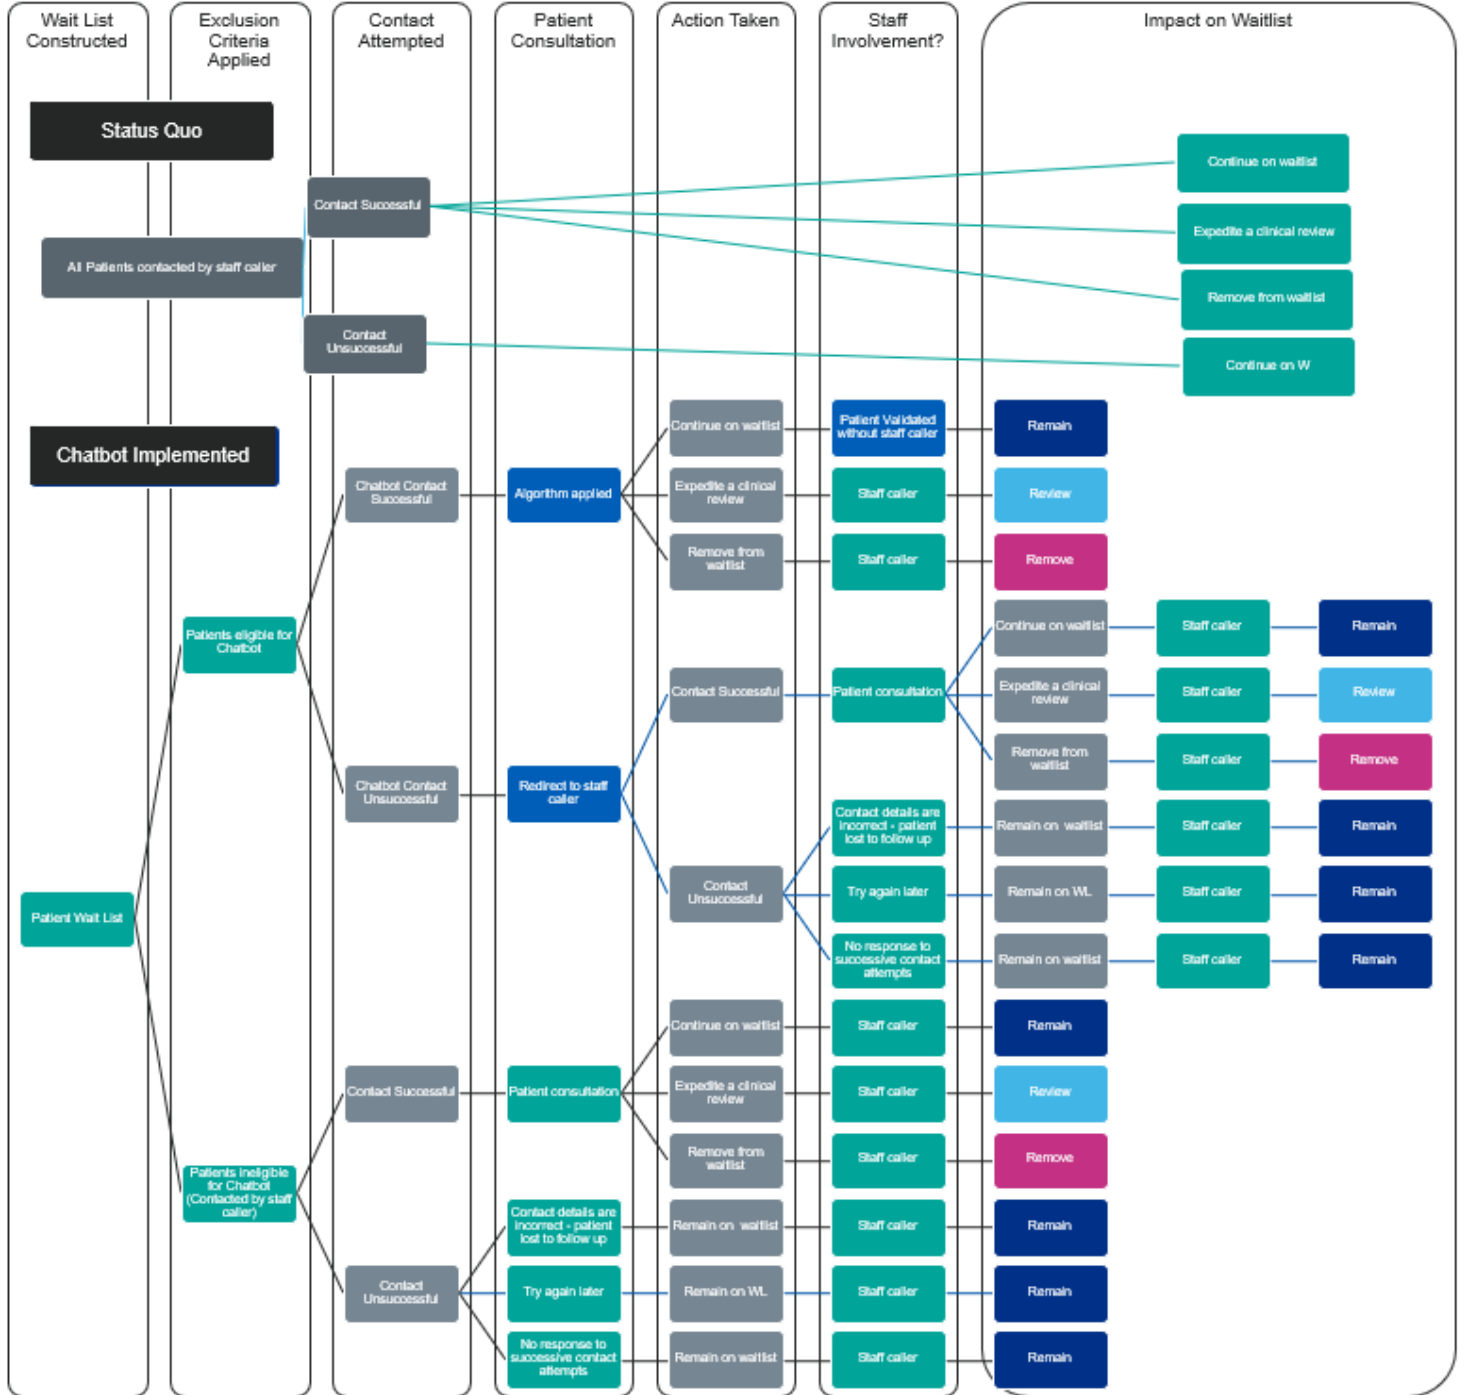 Wait List
Constructed
Exclusion
Criteria
Applied
Contact
Attempted
Patient
Consultation
Action Taken
Staff
Involvement?
Impact on Waitlist
Status Quo
Continue on waitlist
Contact Successful
Expedite a clinical review
All Patients contacted by staff caller
Remove from waitlist
Contact
Unsuccessful
Continue on W
Chatbot Implemented
Continue on waitlist
Patient Validated
without staff caller
Remain
Chatbot Contact
Successful
Algorithm applied
Expedite a clinical
review
Staff caller
Review
Remove from
waitlist
Staff caller
Remove
Patients eligible for
Chatbot
Continue on waitlist
Staff caller
Remain
Contact Successful
Patient consultation
Expedite a clinical
review
Staff caller
Review
Remove from
waitlist
Staff caller
Remove
Chatbot Contact
Unsuccessful
Redirect to staff
caller
Contact details are
incorrect - patient
lost to follow up
Remain on waitlist
Staff caller
Remain
Contact
Unsuccessful
Try again later
Remain on WL
Staff caller
Remain
Patient Wait List
No response to
successive contact
attempts
Remain on waitlist
Staff caller
Remain
Continue on waitlist
Staff caller
Remain
Contact Successful
Patient consultation
Expedite a clinical
review
Staff caller
Review
Remove from
waitlist
Staff caller
Remove
Patients ineligible
for Chatbot
(Contacted by staff
caller)
Contact details are
incorrect - patient
lost to follow up
Remain on waitlist
Staff caller
Remain
Contact
Unsuccessful
Try again later
Remain on WL
Staff caller
Remain
No response to
successive contact
attempts
Remain on waitlist
Staff caller
Remain